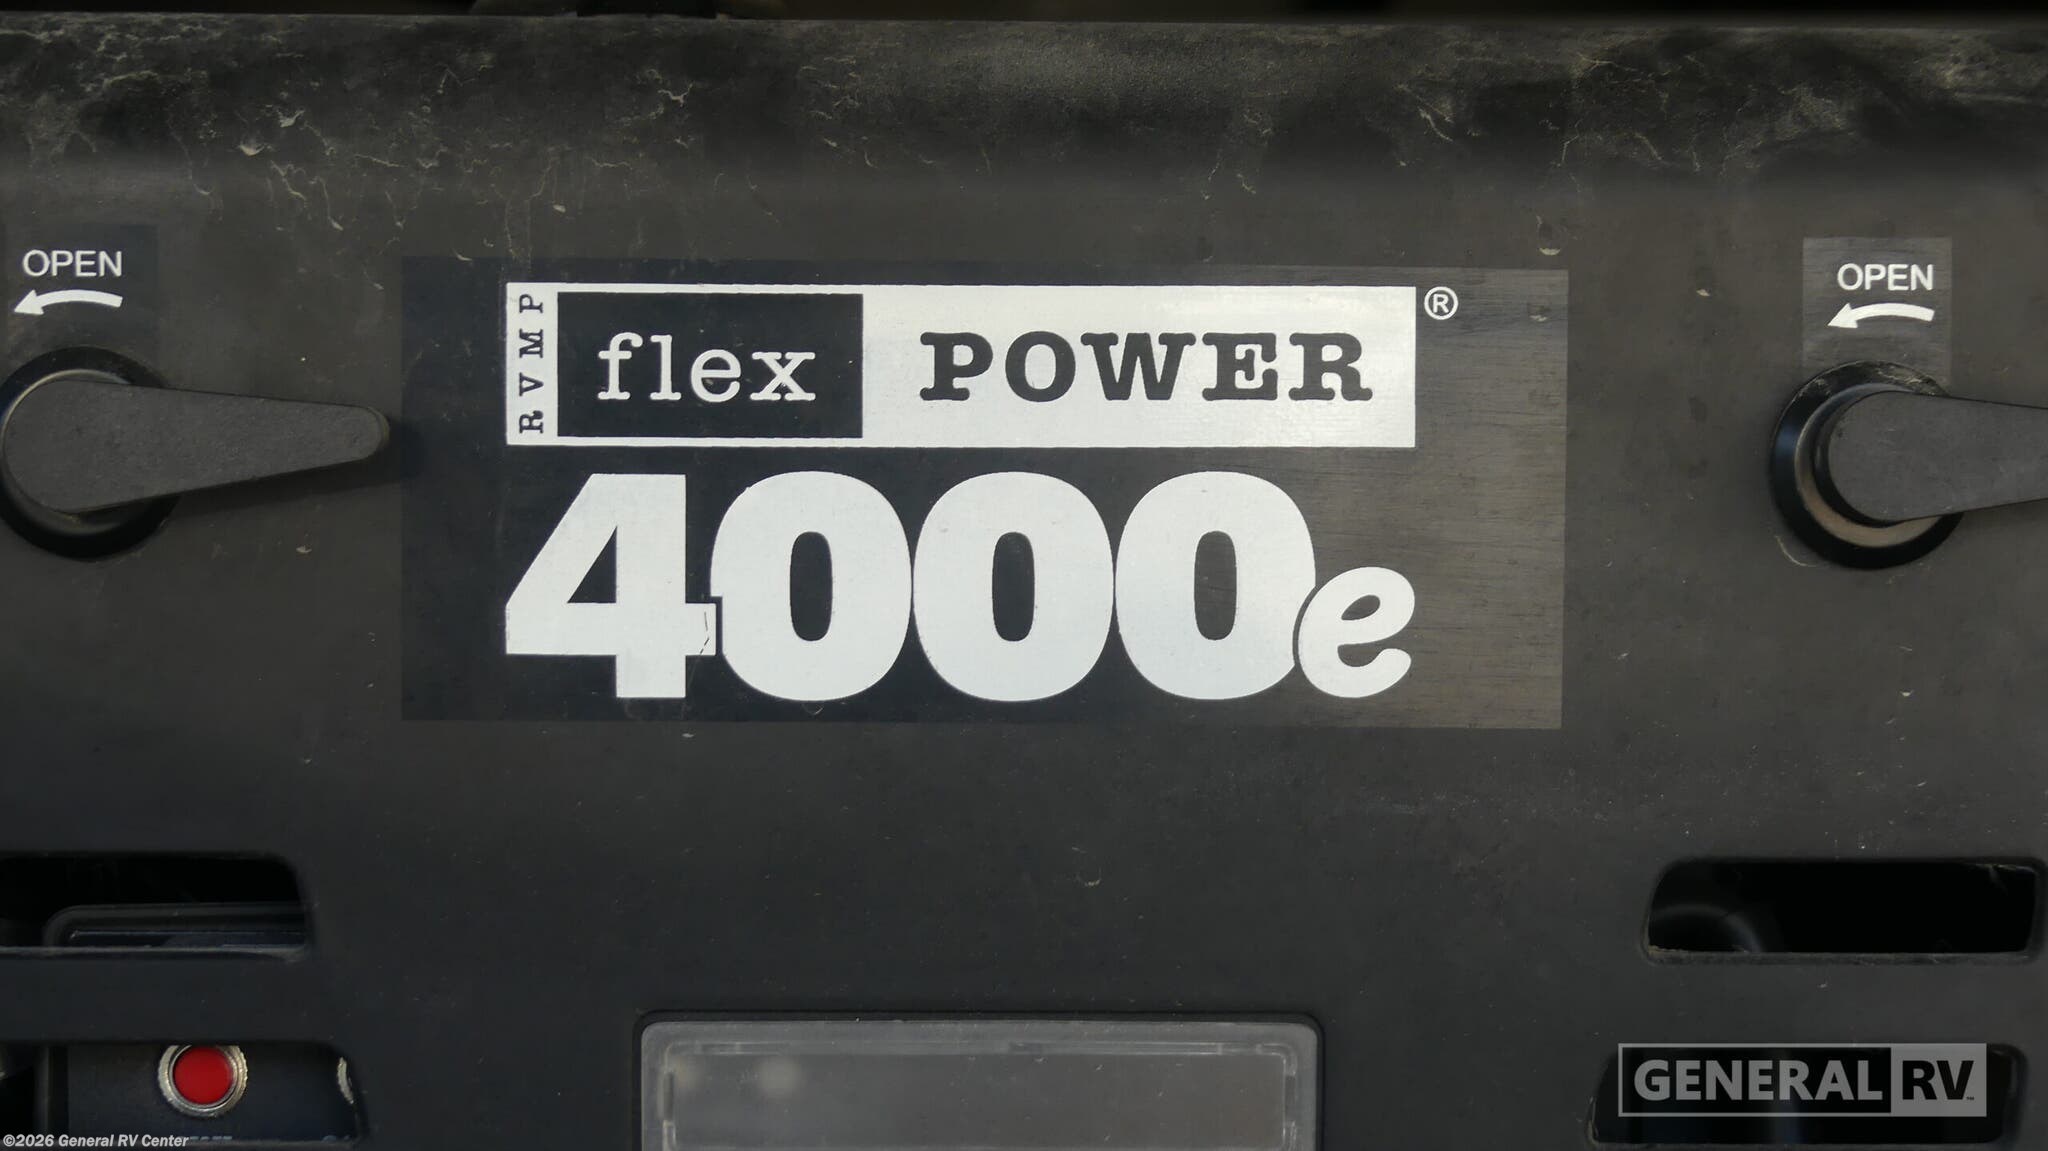 OPEN
OPEN
RVMP
flex POWER®
4000e
GENERAL RV
©2026 General RV Center